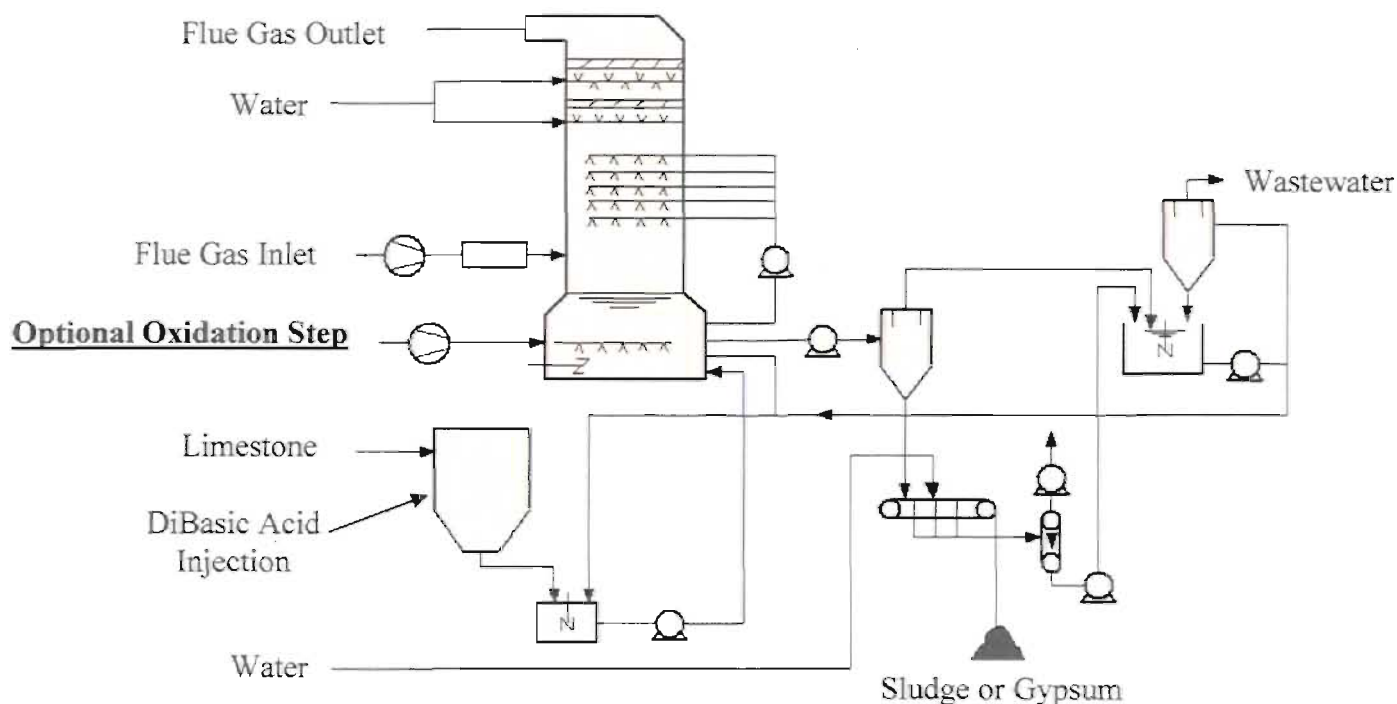 Flue Gas Outlet
Water
Wastewater
Flue Gas Inlet
Optional Oxidation Step
Limestone
DiBasic Acid
Injection
Water
Sludge or Gypsum